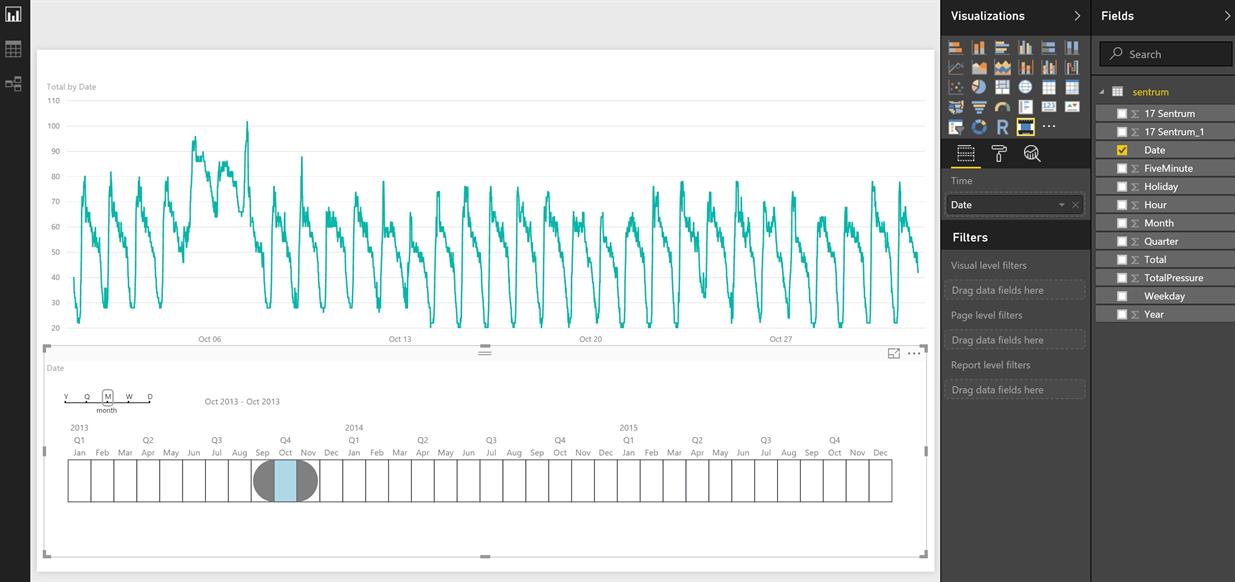 Total by Date
110
100
90
80
70
60
50
40
30
20
Oct 06 Oct 13 Oct 20 Oct 27
Date
Y Q M W D
month
Oct 2013 - Oct 2013
2013 2014 2015
Q1 Q2 Q3 Q4 Q1 Q2 Q3 Q4 Q1 Q2 Q3 Q4
Jan Feb Mar Apr May Jun Jul Aug Sep Oct Nov Dec Jan Feb Mar Apr May Jun Jul Aug Sep Oct Nov Dec Jan Feb Mar Apr May Jun Jul Aug Sep Oct Nov Dec
Visualizations
R
123
Time
Date
Filters
Visual level filters
Drag data fields here
Page level filters
Drag data fields here
Report level filters
Drag data fields here
Fields
Search
sentrum
17 Sentrum
17 Sentrum_1
Date
FiveMinute
Holiday
Hour
Month
Quarter
Total
TotalPressure
Weekday
Year